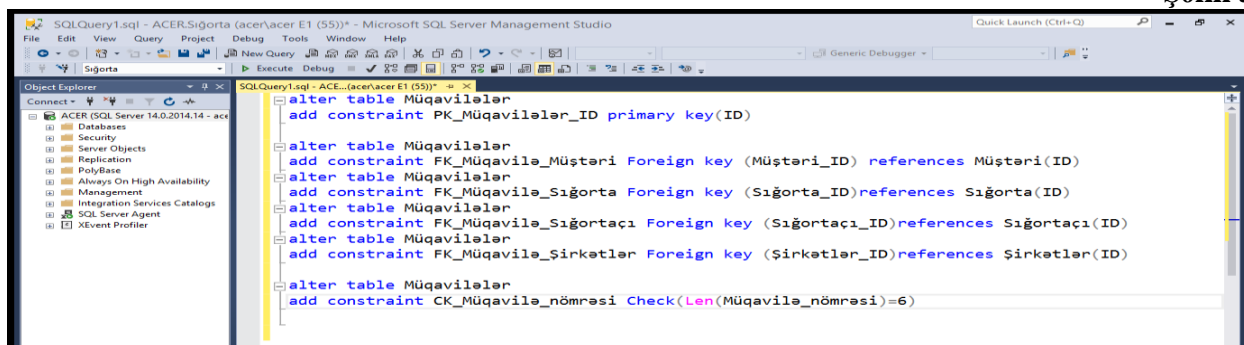 SQLQuery1.sql - ACER.Sığorta (acer\acer E1 (55))* - Microsoft SQL Server Management Studio
Quick Launch (Ctrl+Q)
File Edit View Query Project Debug Tools Window Help
New Query
Generic Debugger
Sığorta
Execute Debug
Object Explorer
SQLQuery1.sql - ACE...(acer\acer E1 (55))*
Connect
ACER (SQL Server 14.0.2014.14 - ace
Databases
Security
Server Objects
Replication
PolyBase
Always On High Availability
Management
Integration Services Catalogs
SQL Server Agent
XEvent Profiler
alter table Müqavilələr
add constraint PK_Müqavilələr_ID primary key(ID)
alter table Müqavilələr
add constraint FK_Müqavilə_Müştəri Foreign key (Müştəri_ID) references Müştəri(ID)
alter table Müqavilələr
add constraint FK_Müqavilə_Sığorta Foreign key (Sığorta_ID)references Sığorta(ID)
alter table Müqavilələr
add constraint FK_Müqavilə_Sığortaçı Foreign key (Sığortaçı_ID)references Sığortaçı(ID)
alter table Müqavilələr
add constraint FK_Müqavilə_Şirkətlər Foreign key (Şirkətlər_ID)references Şirkətlər(ID)
alter table Müqavilələr
add constraint CK_Müqavilə_nömrəsi Check(Len(Müqavilə_nömrəsi)=6)